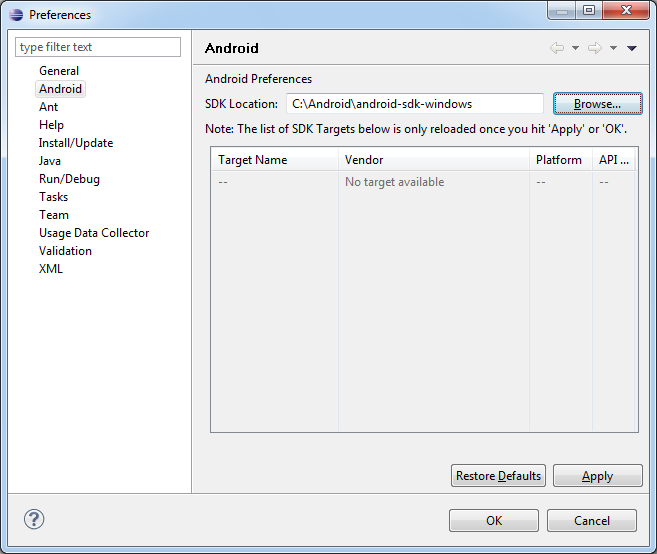 Preferences
type filter text
General
Android
Ant
Help
Install/Update
Java
Run/Debug
Tasks
Team
Usage Data Collector
Validation
XML
Android
Android Preferences
SDK Location: C:\Android\android-sdk-windows Browse...
Note: The list of SDK Targets below is only reloaded once you hit 'Apply' or 'OK'.
Target Name Vendor Platform API ...
-- No target available -- --
Restore Defaults Apply
? OK Cancel